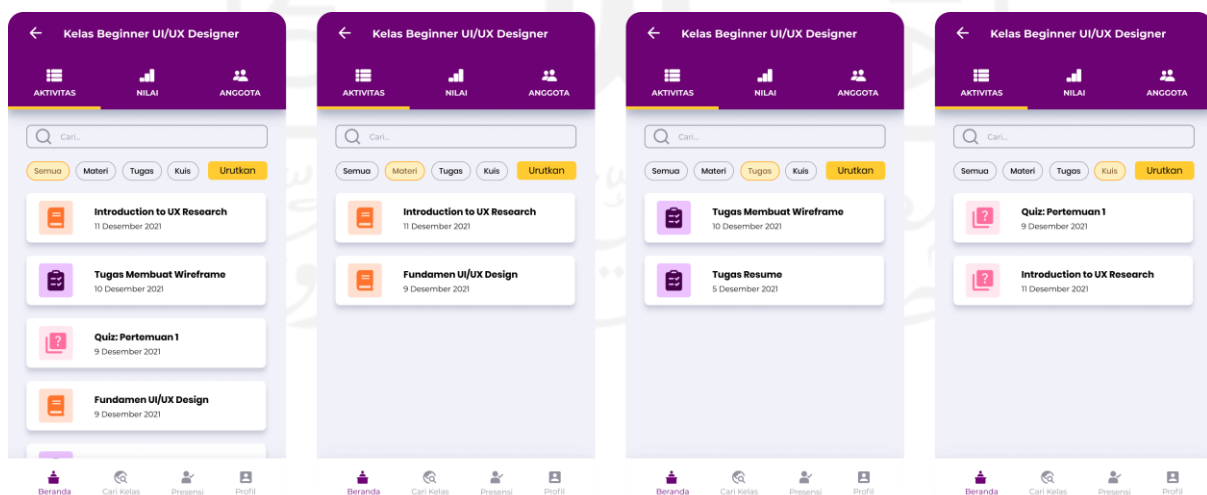 Kelas Beginner UI/UX Designer
AKTIVITAS NILAI ANGGOTA
Cari...
Semua Materi Tugas Kuis Urutkan
Introduction to UX Research
11 Desember 2021
Tugas Membuat Wireframe
10 Desember 2021
Quiz: Pertemuan 1
9 Desember 2021
Fundamen UI/UX Design
9 Desember 2021
Beranda Cari Kelas Presensi Profil
Kelas Beginner UI/UX Designer
AKTIVITAS NILAI ANGGOTA
Cari...
Semua Materi Tugas Kuis Urutkan
Introduction to UX Research
11 Desember 2021
Fundamen UI/UX Design
9 Desember 2021
Beranda Cari Kelas Presensi Profil
Kelas Beginner UI/UX Designer
AKTIVITAS NILAI ANGGOTA
Cari...
Semua Materi Tugas Kuis Urutkan
Tugas Membuat Wireframe
10 Desember 2021
Tugas Resume
5 Desember 2021
Beranda Cari Kelas Presensi Profil
Kelas Beginner UI/UX Designer
AKTIVITAS NILAI ANGGOTA
Cari...
Semua Materi Tugas Kuis Urutkan
Quiz: Pertemuan 1
9 Desember 2021
Introduction to UX Research
11 Desember 2021
Beranda Cari Kelas Presensi Profil